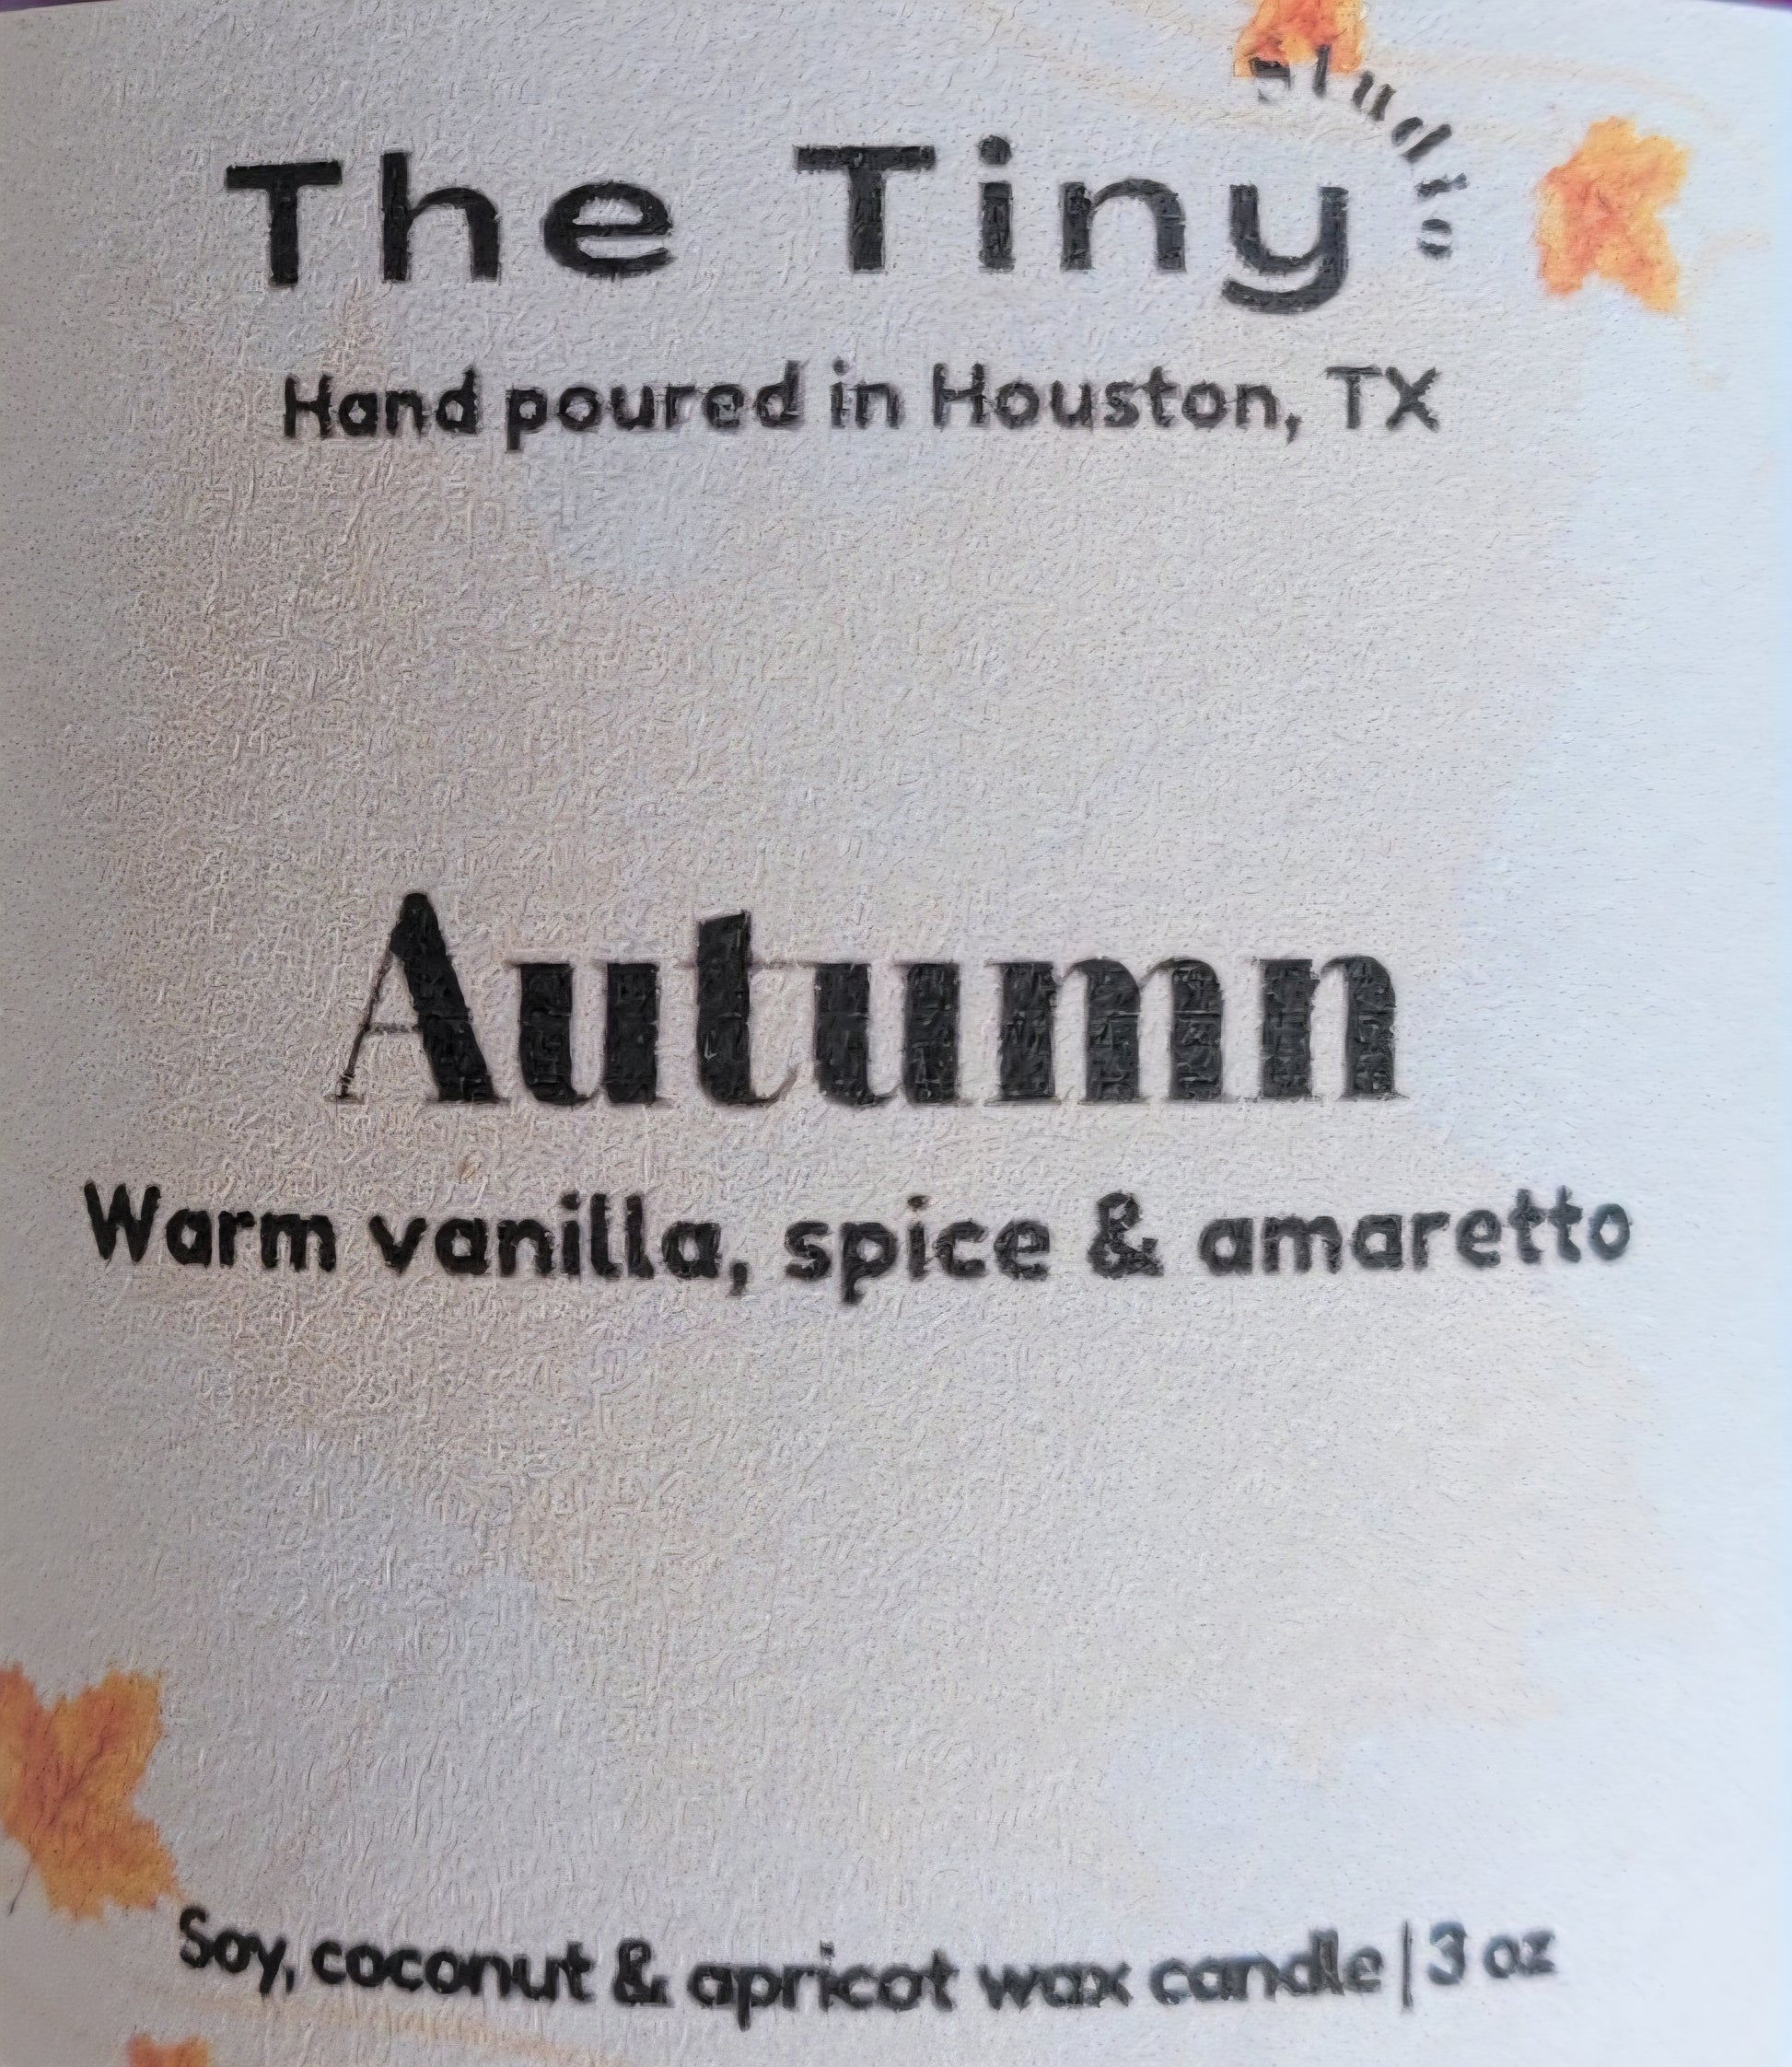 The Tiny
studio
Hand poured in Houston, TX
Autumn
Warm vanilla, spice & amaretto
Soy, coconut & apricot wax candle | 3 oz